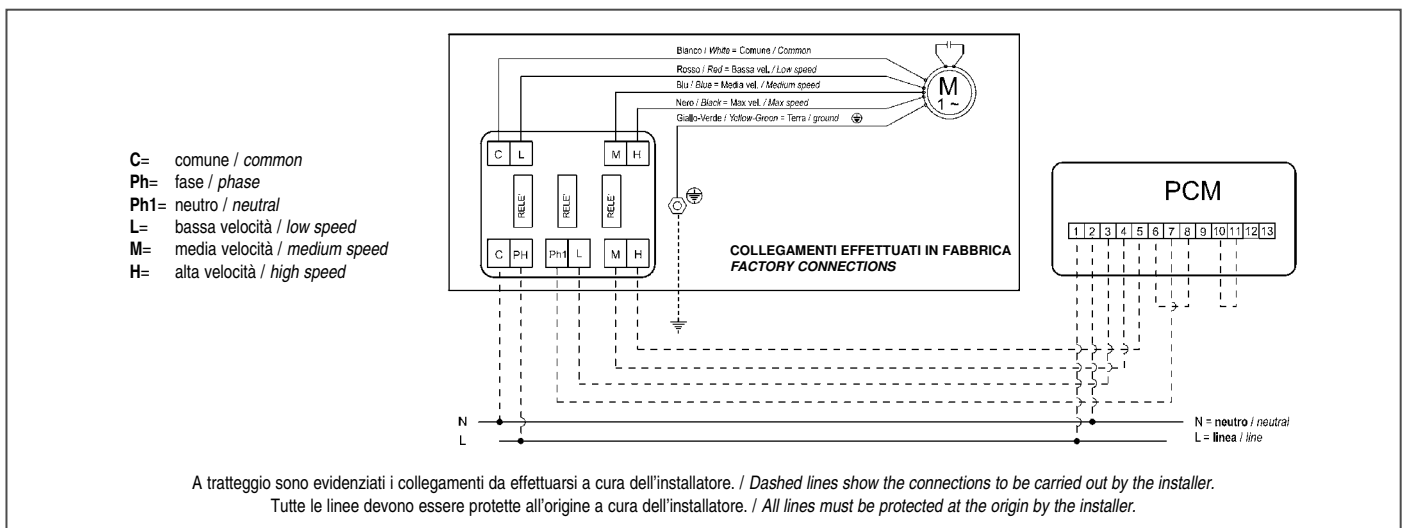 Bianco / White = Comune / Common
Rosso / Red = Bassa vel. / Low speed
Blu / Blue = Media vel. / Medium speed
Nero / Black = Max vel. / Max speed
Giallo-Verde / Yellow-Green = Terra / ground
M
1 ~
C L M H
RELE' RELE' RELE'
C PH Ph1 L M H
COLLEGAMENTI EFFETTUATI IN FABBRICA
FACTORY CONNECTIONS
C= comune / common
Ph= fase / phase
Ph1= neutro / neutral
L= bassa velocità / low speed
M= media velocità / medium speed
H= alta velocità / high speed
PCM
1 2 3 4 5 6 7 8 9 10 11 12 13
N
L
N = neutro / neutral
L = linea / line
A tratteggio sono evidenziati i collegamenti da effettuarsi a cura dell'installatore. / Dashed lines show the connections to be carried out by the installer.
Tutte le linee devono essere protette all'origine a cura dell'installatore. / All lines must be protected at the origin by the installer.